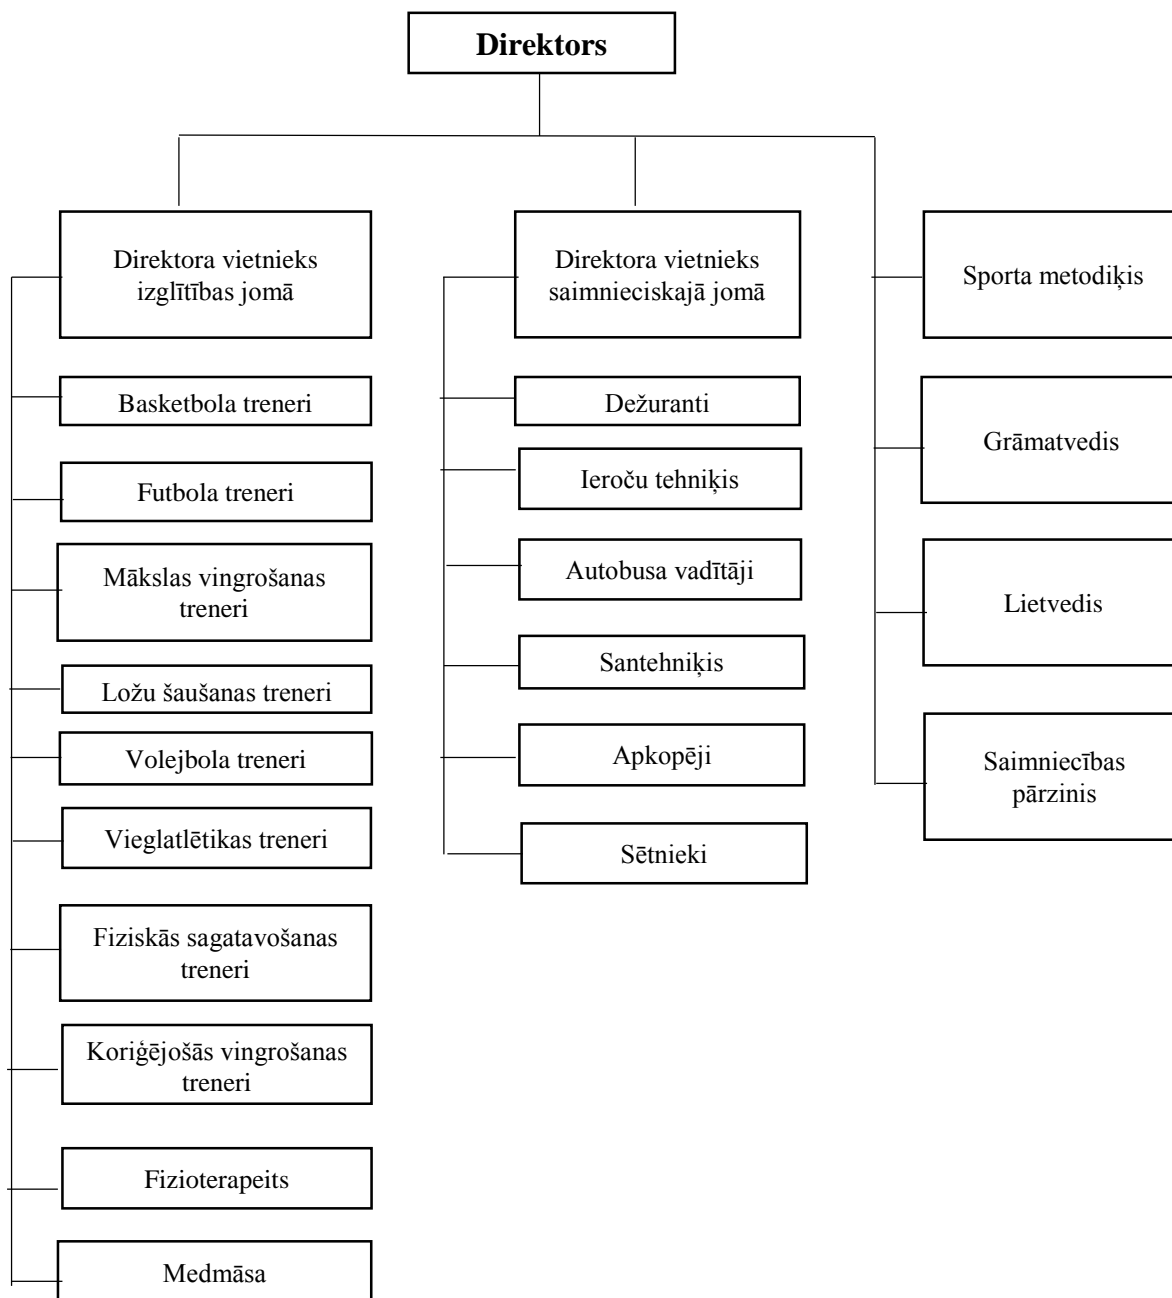 Direktors
Direktora vietnieks
izglītības jomā
Basketbola treneri
Futbola treneri
Mākslas vingrošanas
treneri
Ložu šaušanas treneri
Volejbola treneri
Vieglatlētikas treneri
Fiziskās sagatavošanas
treneri
Koriģējošās vingrošanas
treneri
Fizioterapeits
Medmāsa
Direktora vietnieks
saimnieciskajā jomā
Dežuranti
Ieroču tehniķis
Autobusa vadītāji
Santehniķis
Apkopēji
Sētnieki
Sporta metodiķis
Grāmatvedis
Lietvedis
Saimniecības
pārzinis